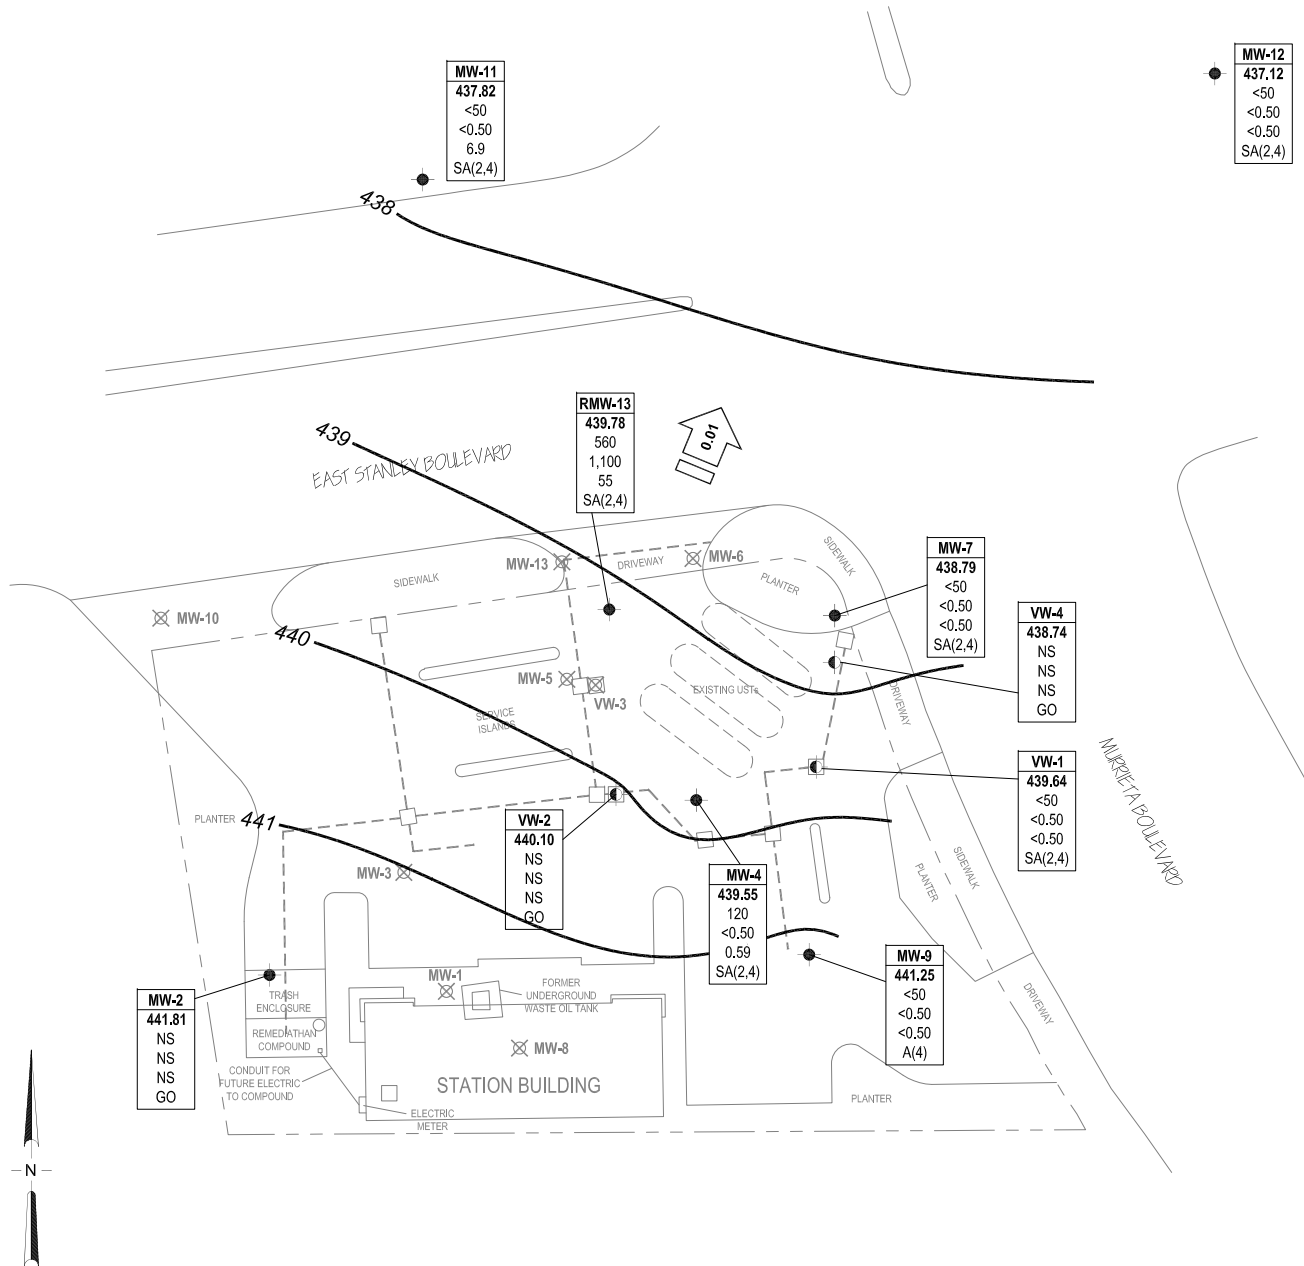 MW-11
437.82
<50
<0.50
6.9
SA(2,4)
MW-12
437.12
<50
<0.50
<0.50
SA(2,4)
438
439
EAST STANLEY BOULEVARD
RMW-13
439.78
560
1,100
55
SA(2,4)
0.01
MW-13
MW-6
DRIVEWAY
SIDEWALK
SIDEWALK
PLANTER
MW-7
438.79
<50
<0.50
<0.50
SA(2,4)
MW-10
440
VW-4
438.74
NS
NS
NS
GO
MW-5
VW-3
EXISTING USTs
SERVICE
ISLANDS
DRIVEWAY
MURRIETA BOULEVARD
VW-1
439.64
<50
<0.50
<0.50
SA(2,4)
PLANTER
441
VW-2
440.10
NS
NS
NS
GO
MW-3
MW-4
439.55
120
<0.50
0.59
SA(2,4)
SIDEWALK
PLANTER
MW-9
441.25
<50
<0.50
<0.50
A(4)
MW-2
441.81
NS
NS
NS
GO
TRASH
ENCLOSURE
REMEDIATHAN
COMPOUND
CONDUIT FOR
FUTURE ELECTRIC
TO COMPOUND
MW-1
FORMER
UNDERGROUND
WASTE OIL TANK
MW-8
STATION BUILDING
ELECTRIC
METER
PLANTER
DRIVEWAY
N